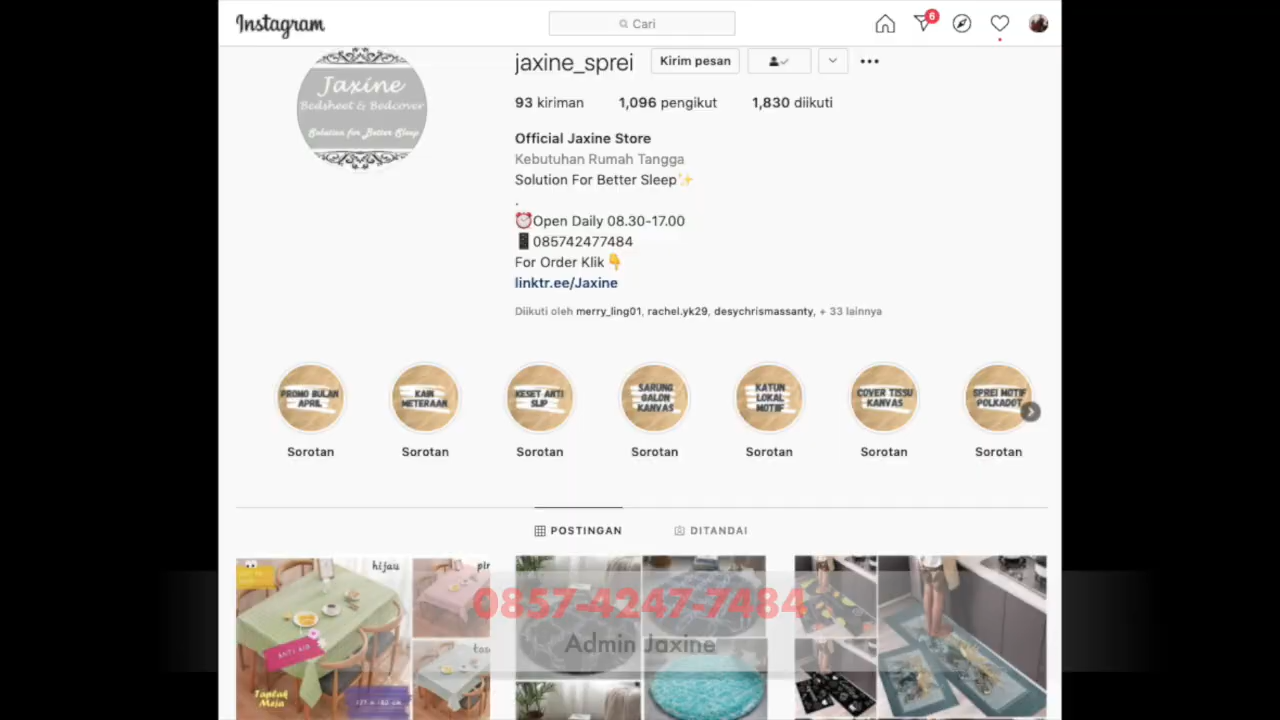 Instagram
Cari
6
Jaxine
Bedsheet & Bedcover
Solution for Better Sleep
jaxine_sprei
Kirim pesan
93 kiriman
1,096 pengikut
1,830 diikuti
Official Jaxine Store
Kebutuhan Rumah Tangga
Solution For Better Sleep✨
.
⏰Open Daily 08.30-17.00
📱085742477484
For Order Klik👇
linktr.ee/Jaxine
Diikuti oleh merry_ling01, rachel.yk29, desychrismassanty, + 33 lainnya
PROMO BULAN
APRIL
KAIN
METERAAN
KESET ANTI
SLIP
SARUNG
GALON
KANVAS
KATUN
LOKAL
MOTIF
COVER TISSU
KANVAS
SPREI MOTIF
POLKADOT
Sorotan
Sorotan
Sorotan
Sorotan
Sorotan
Sorotan
Sorotan
POSTINGAN
DITANDAI
hijau
ANTI AIR
Taplak
Meja
0857-4247-7484
Admin Jaxine